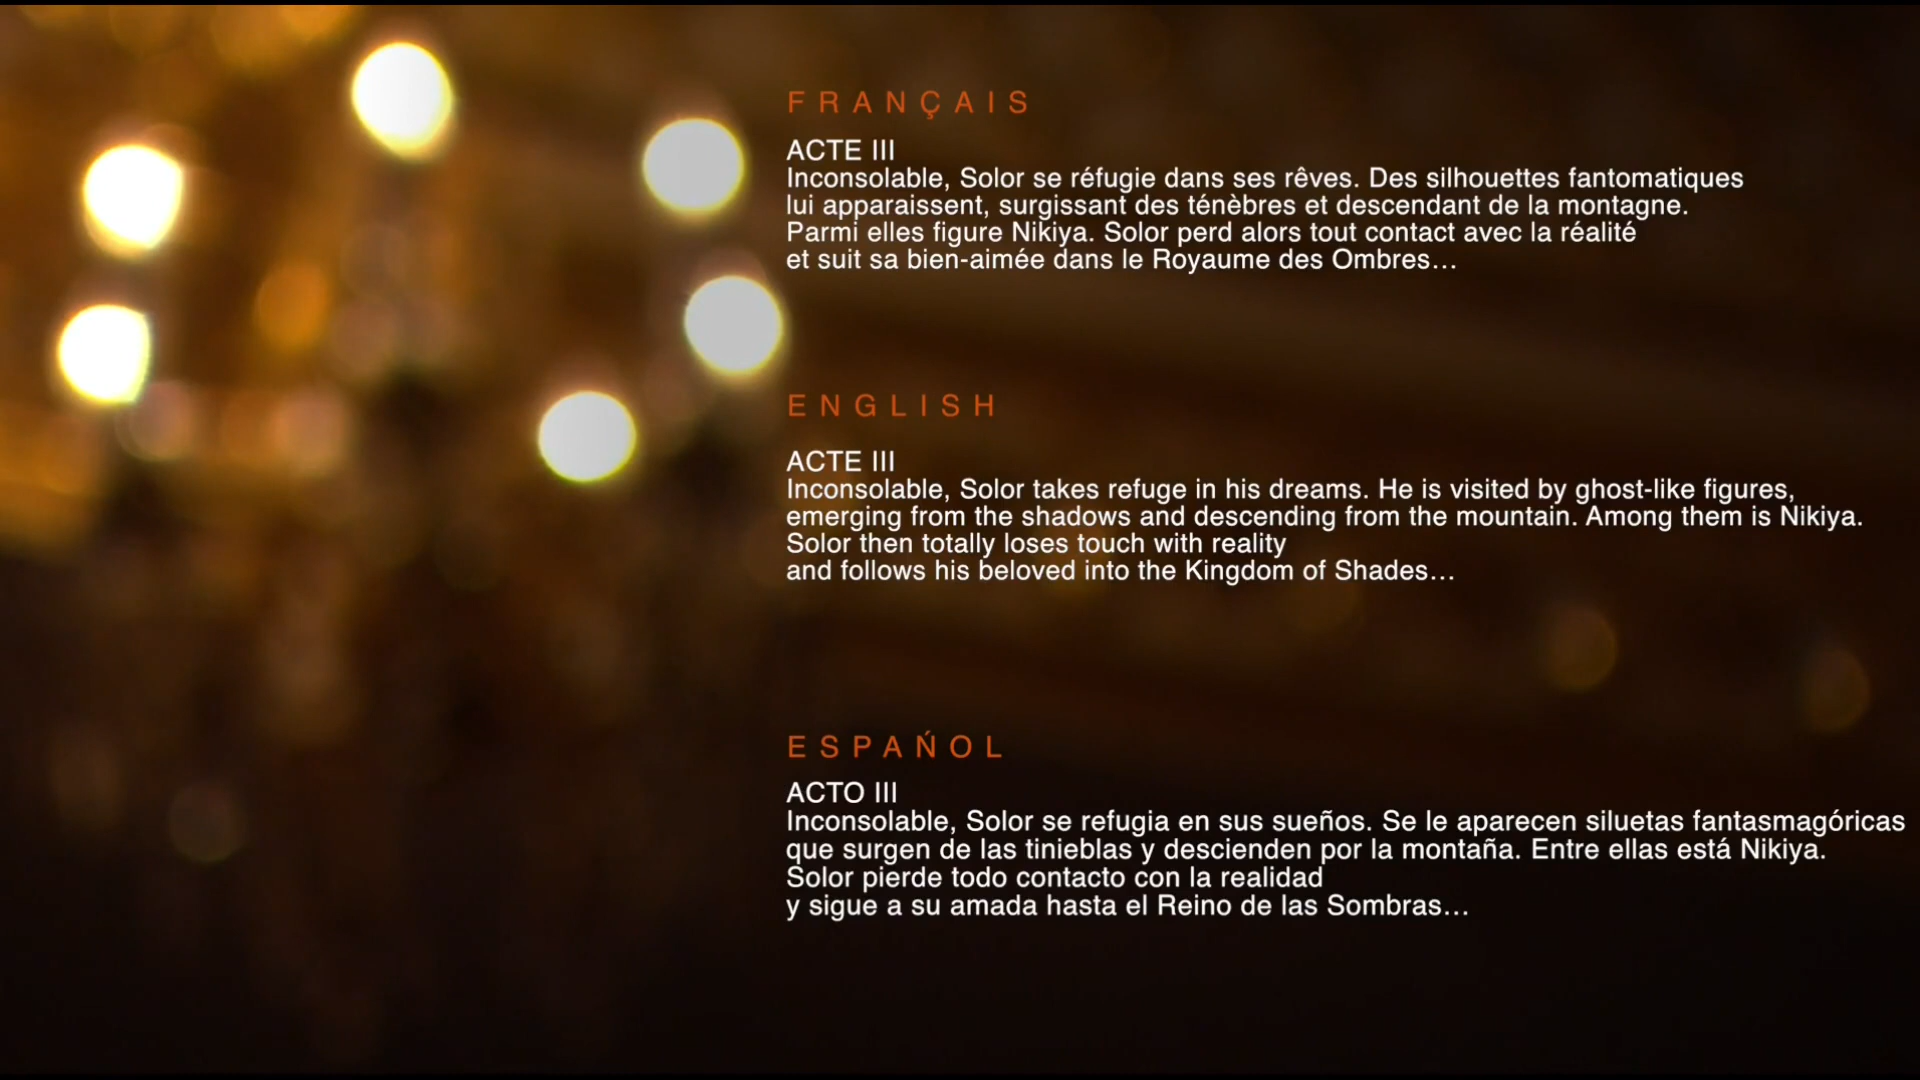 FRANÇAIS
ACTE III
Inconsolable, Solor se réfugie dans ses rêves. Des silhouettes fantomatiques
lui apparaissent, surgissant des ténèbres et descendant de la montagne.
Parmi elles figure Nikiya. Solor perd alors tout contact avec la réalité
et suit sa bien-aimée dans le Royaume des Ombres…
ENGLISH
ACTE III
Inconsolable, Solor takes refuge in his dreams. He is visited by ghost-like figures,
emerging from the shadows and descending from the mountain. Among them is Nikiya.
Solor then totally loses touch with reality
and follows his beloved into the Kingdom of Shades…
ESPAŃOL
ACTO III
Inconsolable, Solor se refugia en sus sueños. Se le aparecen siluetas fantasmagóricas
que surgen de las tinieblas y descienden por la montaña. Entre ellas está Nikiya.
Solor pierde todo contacto con la realidad
y sigue a su amada hasta el Reino de las Sombras…